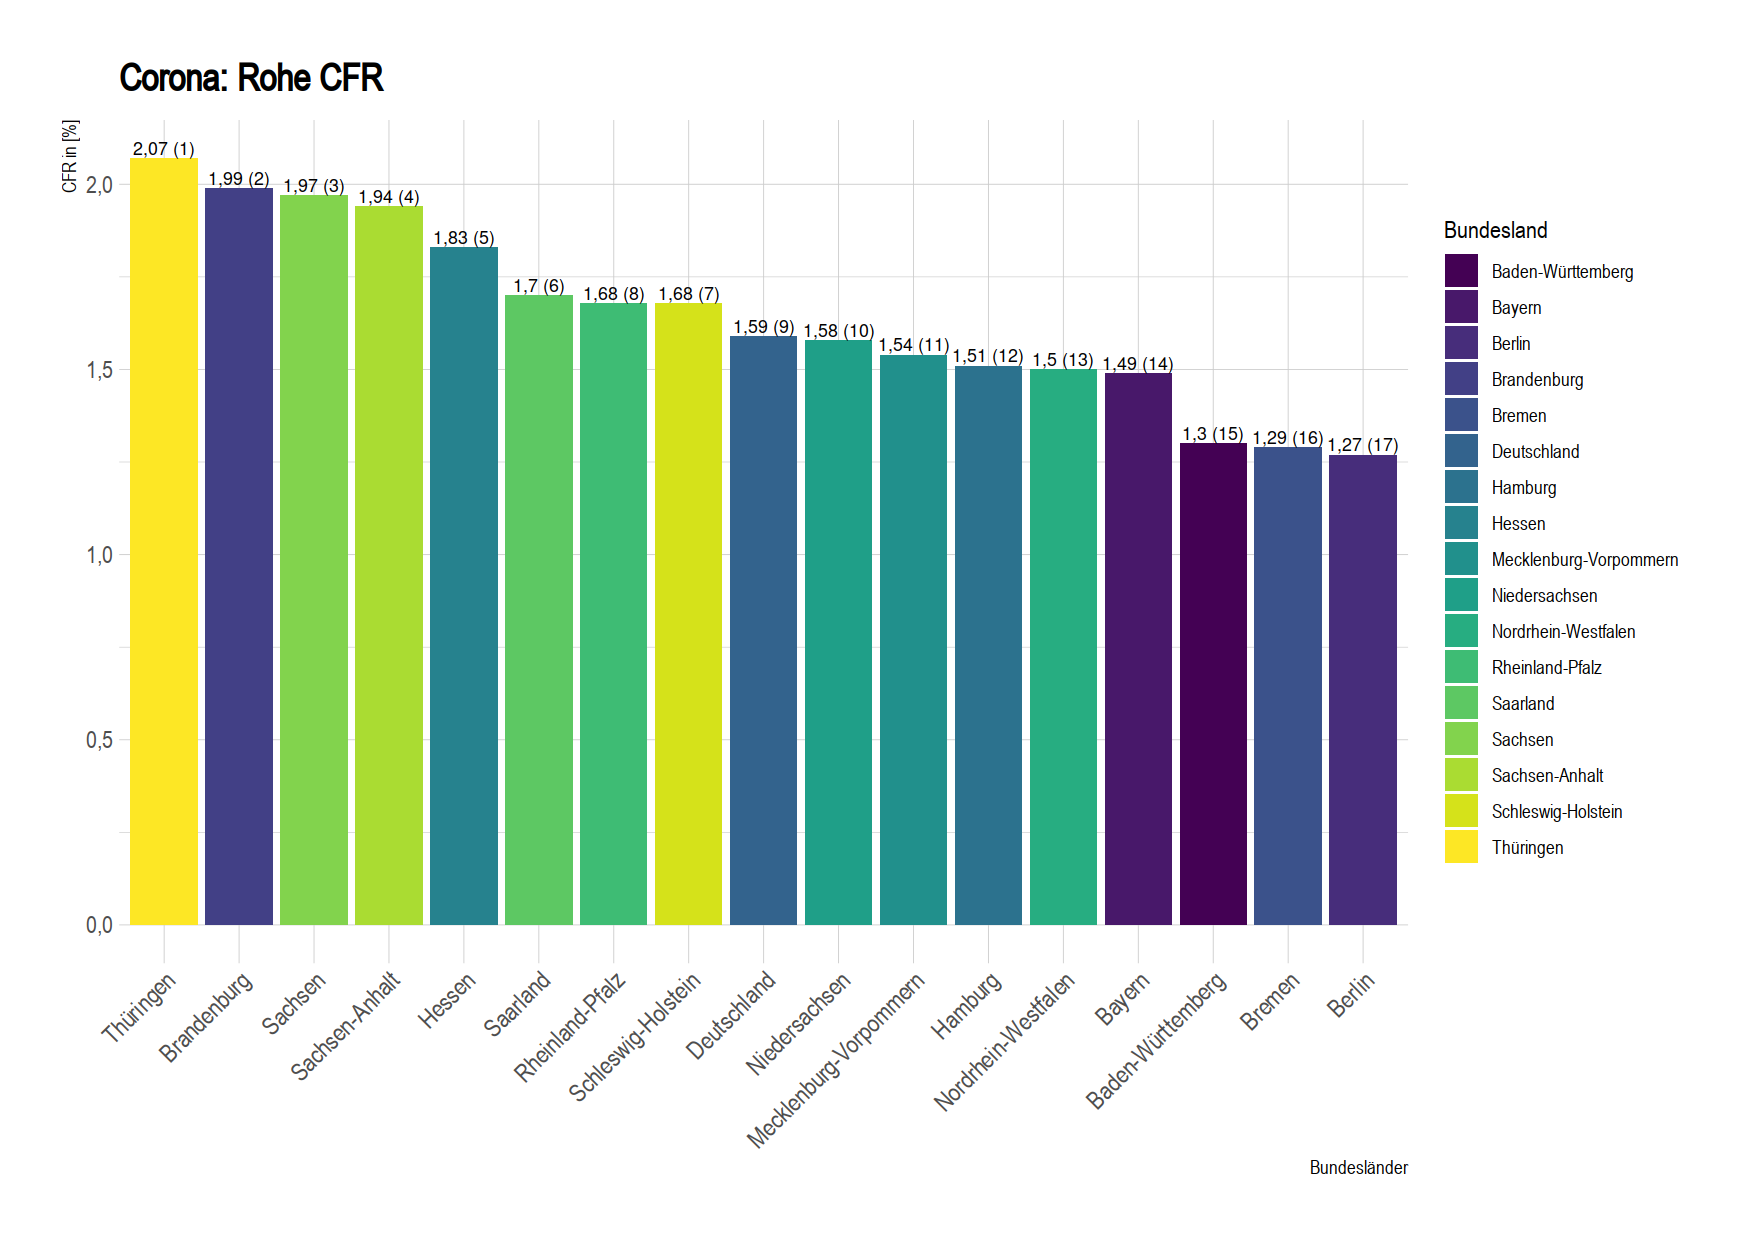 Corona: Rohe CFR
CFR in [%]
2,0
1,5
1,0
0,5
0,0
2,07 (1)
1,99 (2)
1,97 (3)
1,94 (4)
1,83 (5)
1,7 (6)
1,68 (8)
1,68 (7)
1,59 (9)
1,58 (10)
1,54 (11)
1,51 (12)
1,5 (13)
1,49 (14)
1,3 (15)
1,29 (16)
1,27 (17)
Thüringen
Brandenburg
Sachsen
Sachsen-Anhalt
Hessen
Saarland
Rheinland-Pfalz
Schleswig-Holstein
Deutschland
Niedersachsen
Mecklenburg-Vorpommern
Hamburg
Nordrhein-Westfalen
Bayern
Baden-Württemberg
Bremen
Berlin
Bundesländer
Bundesland
Baden-Württemberg
Bayern
Berlin
Brandenburg
Bremen
Deutschland
Hamburg
Hessen
Mecklenburg-Vorpommern
Niedersachsen
Nordrhein-Westfalen
Rheinland-Pfalz
Saarland
Sachsen
Sachsen-Anhalt
Schleswig-Holstein
Thüringen